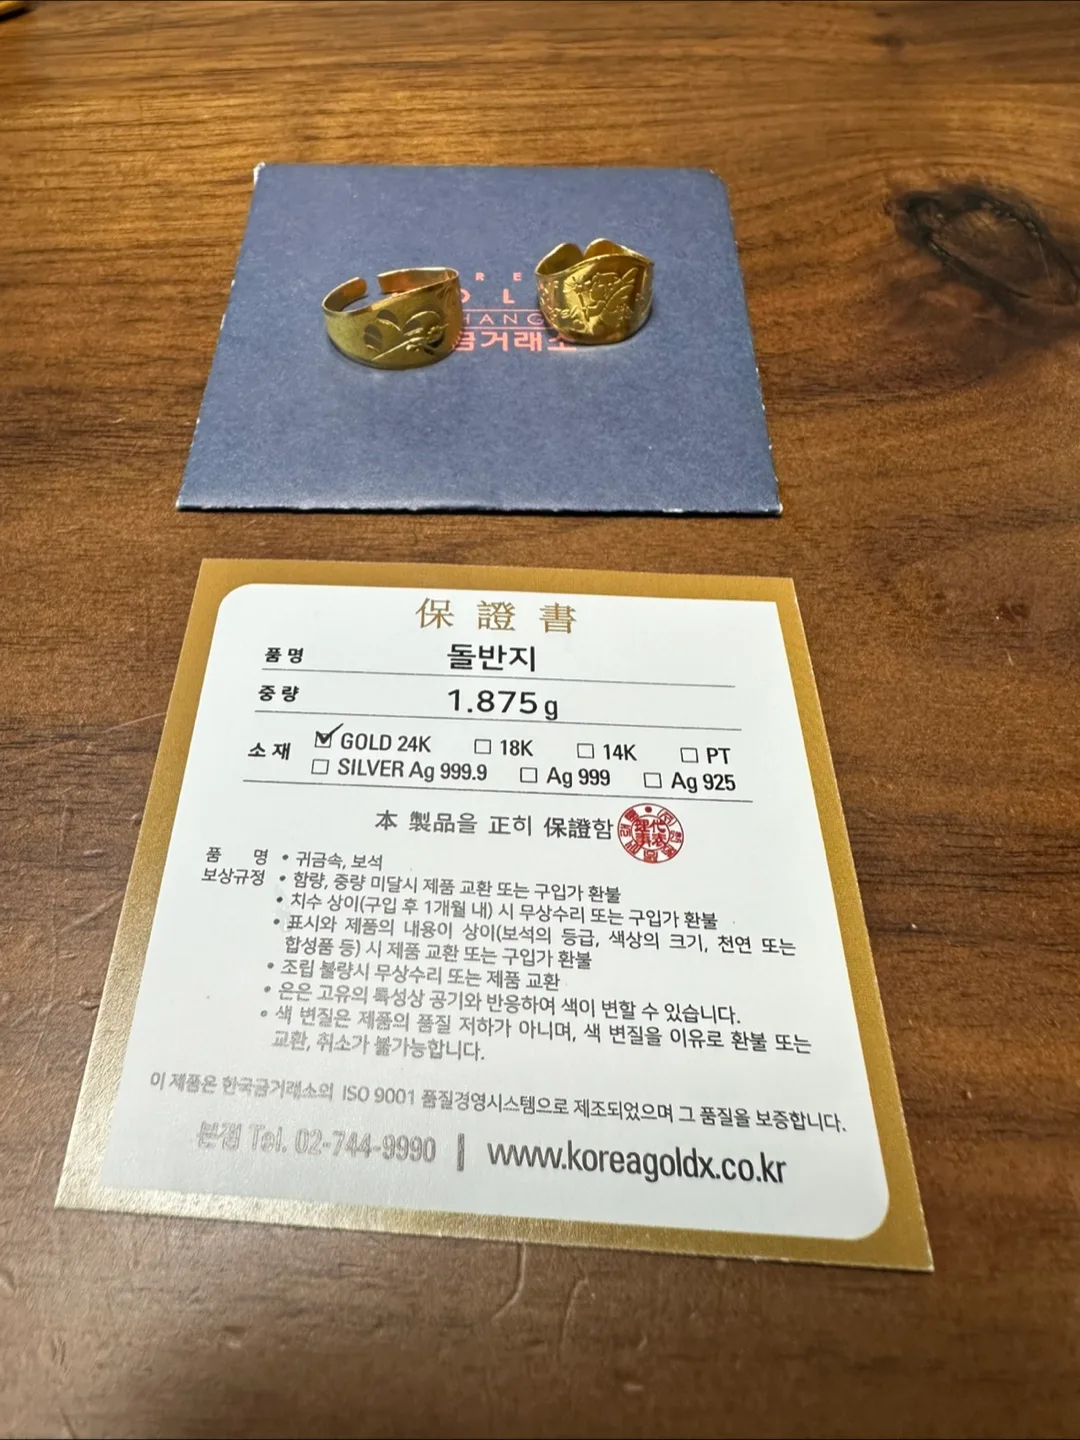 R E
O L
HANG
금거래소
保證書
품명 돌반지
중량 1.875g
소재 GOLD 24K 18K 14K PT
SILVER Ag 999.9 Ag 999 Ag 925
本 製品을 正히 保證함
품 명 • 귀금속, 보석
보상규정 • 함량, 중량 미달시 제품 교환 또는 구입가 환불
• 치수 상이(구입 후 1개월 내) 시 무상수리 또는 구입가 환불
• 표시와 제품의 내용이 상이(보석의 등급, 색상의 크기, 천연 또는
합성품 등) 시 제품 교환 또는 구입가 환불
• 조립 불량시 무상수리 또는 제품 교환
• 은은 고유의 특성상 공기와 반응하여 색이 변할 수 있습니다.
• 색 변질은 제품의 품질 저하가 아니며, 색 변질을 이유로 환불 또는
교환, 취소가 불가능합니다.
이 제품은 한국금거래소의 ISO 9001 품질경영시스템으로 제조되었으며 그 품질을 보증합니다.
본점 Tel. 02-744-9990 | www.koreagoldx.co.kr